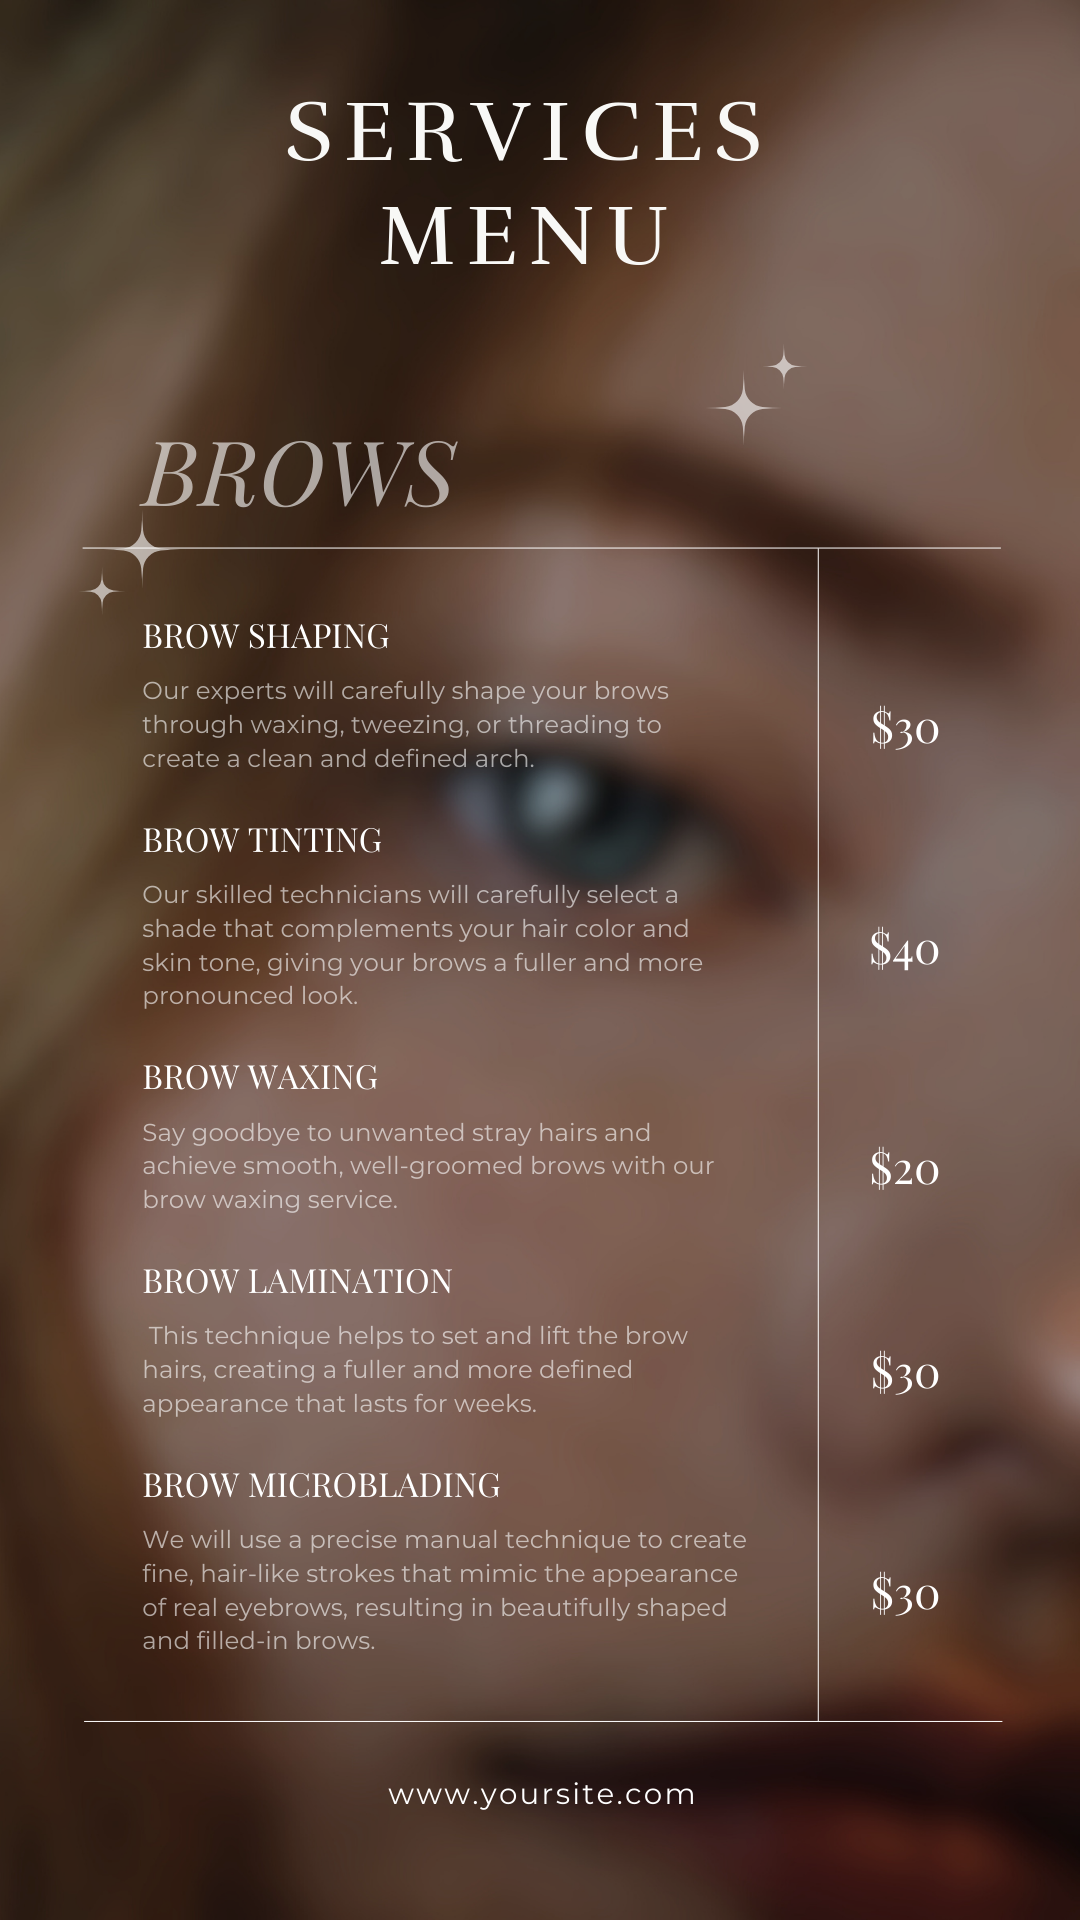 SERVICES
MENU
BROWS
BROW SHAPING
Our experts will carefully shape your brows
through waxing, tweezing, or threading to
create a clean and defined arch.
$30
BROW TINTING
Our skilled technicians will carefully select a
shade that complements your hair color and
skin tone, giving your brows a fuller and more
pronounced look.
$40
BROW WAXING
Say goodbye to unwanted stray hairs and
achieve smooth, well-groomed brows with our
brow waxing service.
$20
BROW LAMINATION
This technique helps to set and lift the brow
hairs, creating a fuller and more defined
appearance that lasts for weeks.
$30
BROW MICROBLADING
We will use a precise manual technique to create
fine, hair-like strokes that mimic the appearance
of real eyebrows, resulting in beautifully shaped
and filled-in brows.
$30
www.yoursite.com